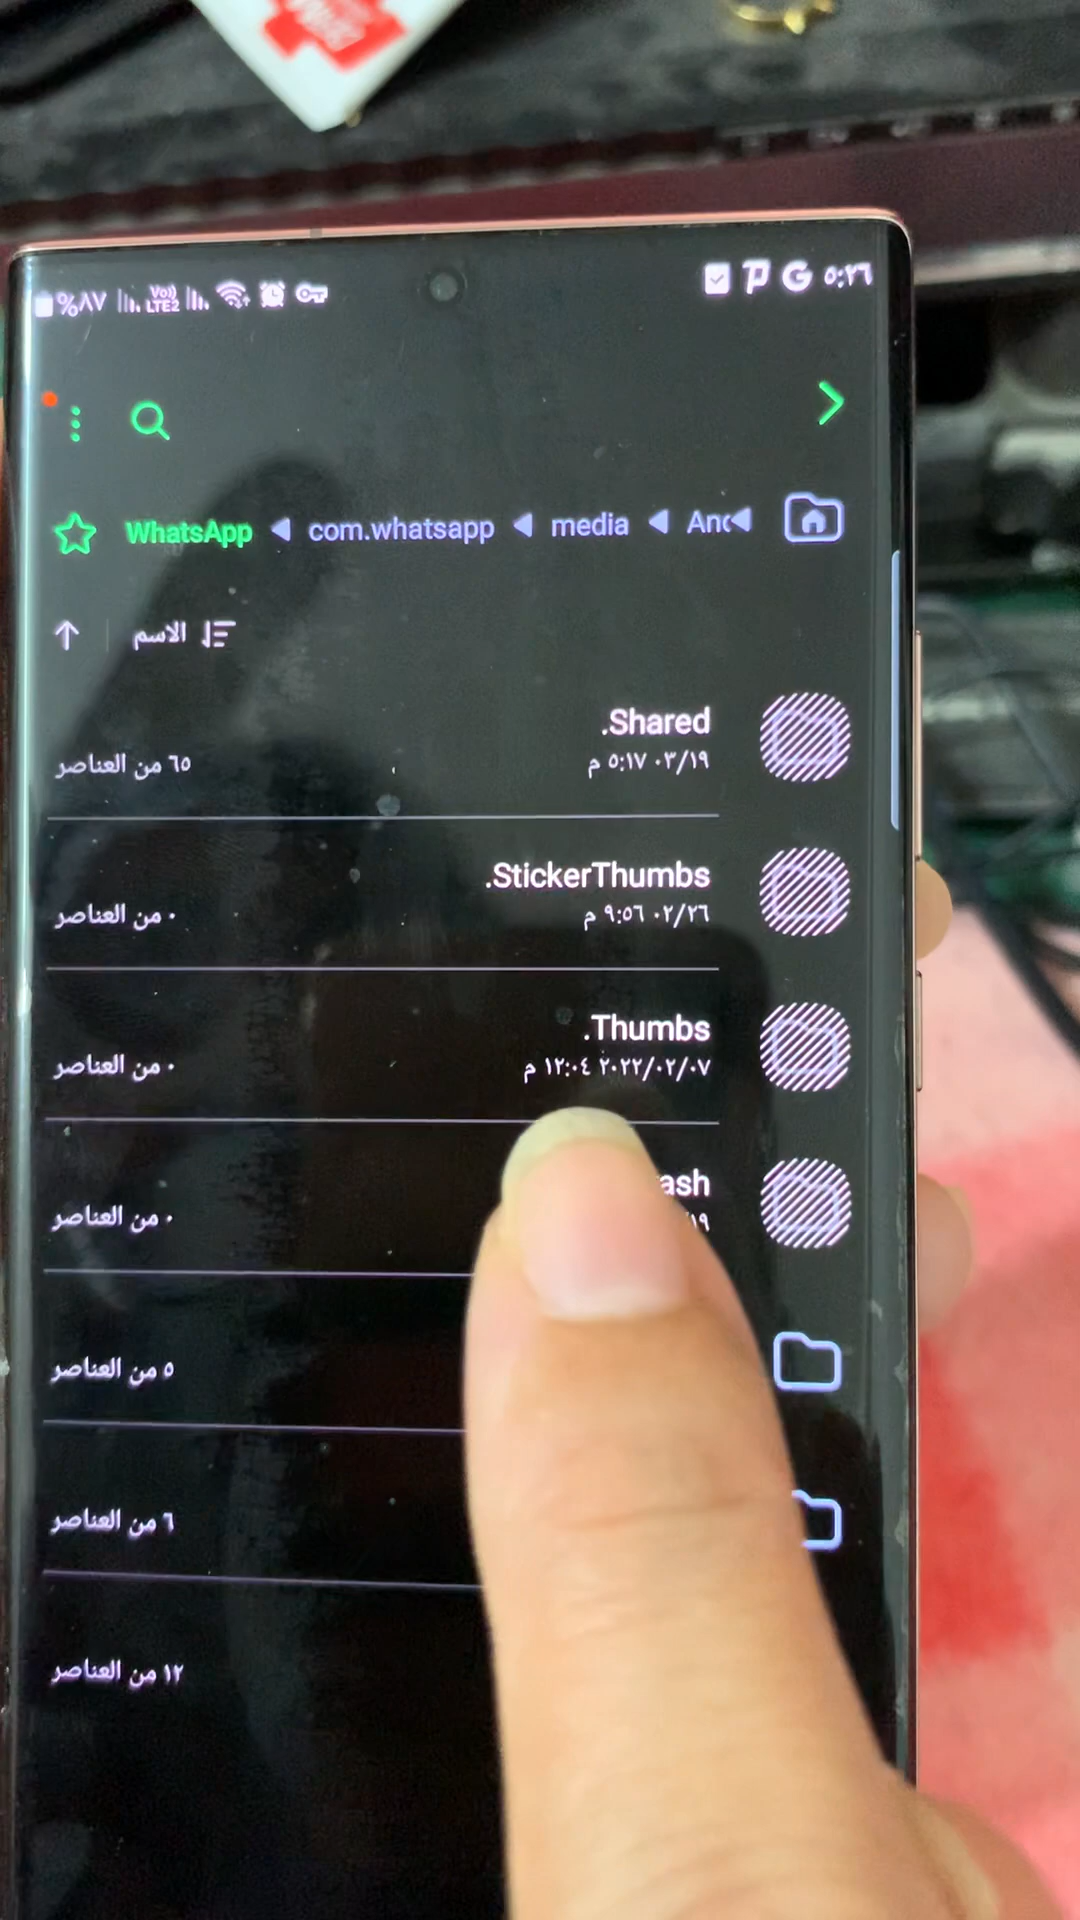 ٥:٢٦
%٨٧ Vo)) LTE2
WhatsApp ◀ com.whatsapp ◀ media ◀
الاسم
.Shared
٠٣/١٩ ٥:١٧ م
٦٥ من العناصر
.StickerThumbs
٠٢/٢٦ ٩:٥٦ م
٠ من العناصر
.Thumbs
٢٠٢٢/٠٢/٠٧ ١٢:٠٤ م
٠ من العناصر
٠ من العناصر
٥ من العناصر
٦ من العناصر
١٢ من العناصر